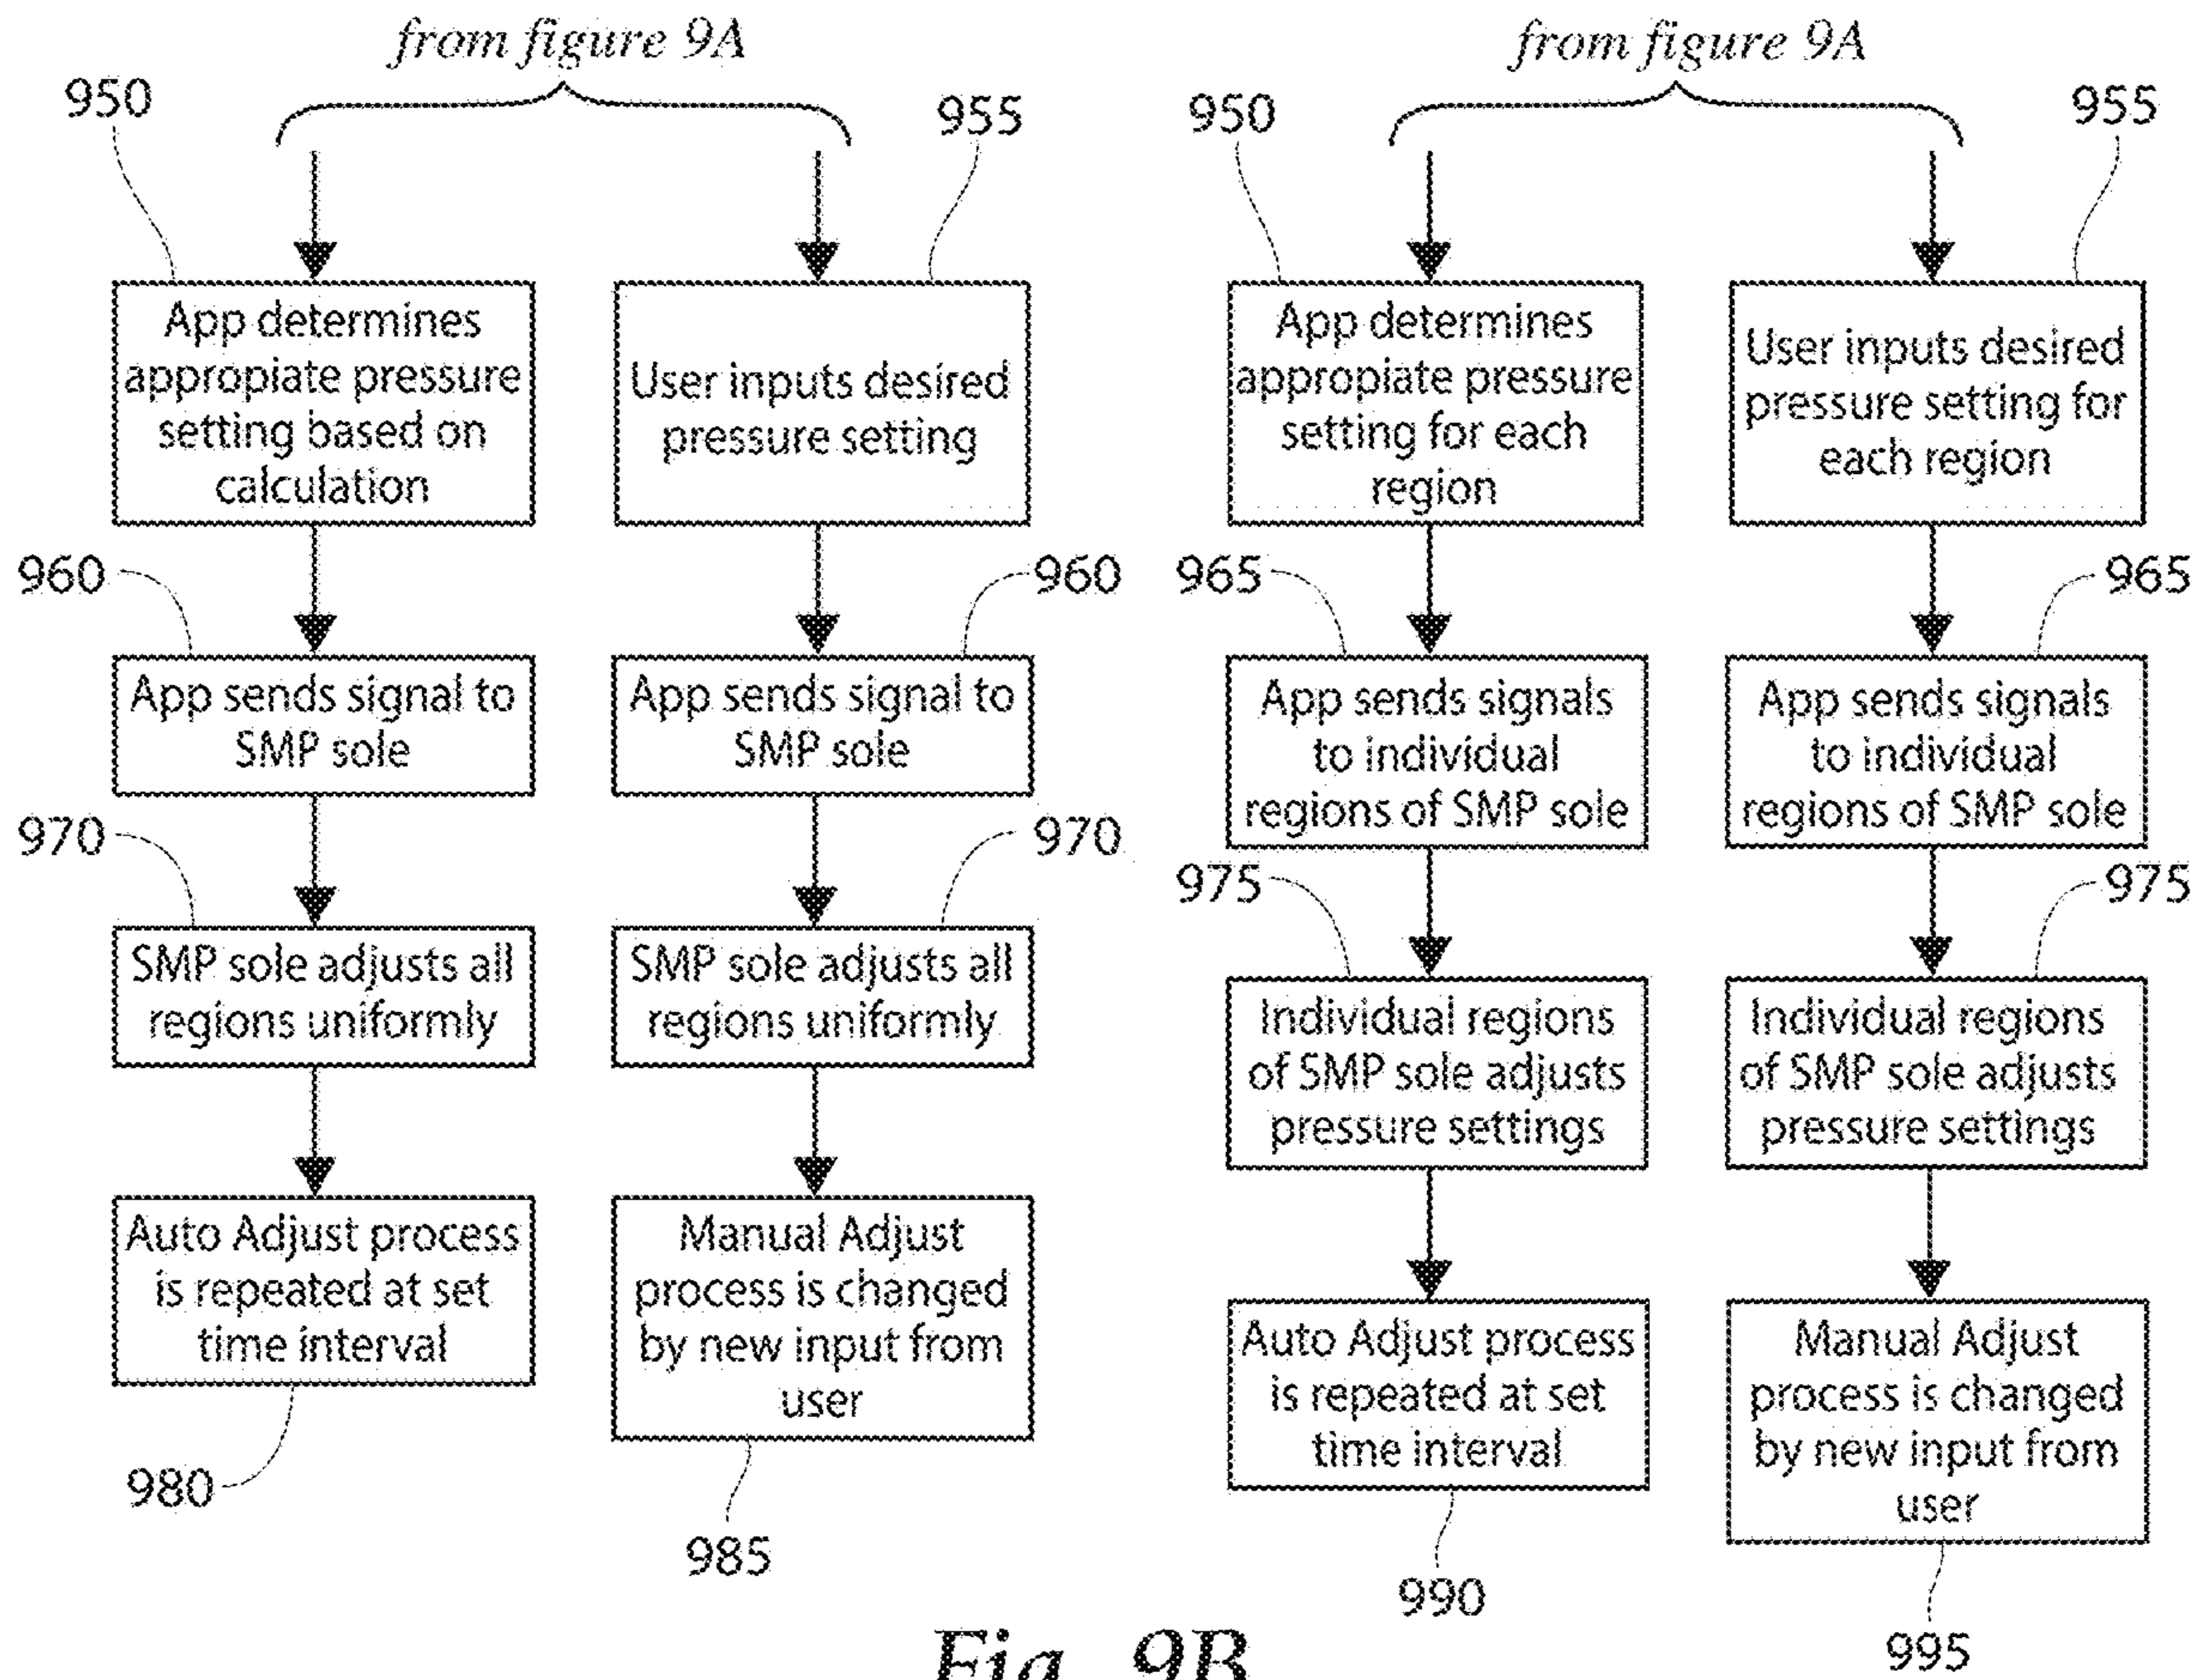 from figure 9A
950
955
App determines
appropiate pressure
setting based on
calculation
User inputs desired
pressure setting
960
960
App sends signal to
SMP sole
App sends signal to
SMP sole
970
970
SMP sole adjusts all
regions uniformly
SMP sole adjusts all
regions uniformly
Auto Adjust process
is repeated at set
time interval
Manual Adjust
process is changed
by new input from
user
980
985
from figure 9A
950
955
App determines
appropiate pressure
setting for each
region
User inputs desired
pressure setting for
each region
965
965
App sends signals
to individual
regions of SMP sole
App sends signals
to individual
regions of SMP sole
975
975
Individual regions
of SMP sole adjusts
pressure settings
Individual regions
of SMP sole adjusts
pressure settings
Auto Adjust process
is repeated at set
time interval
Manual Adjust
process is changed
by new input from
user
990
995
Fig. 9B